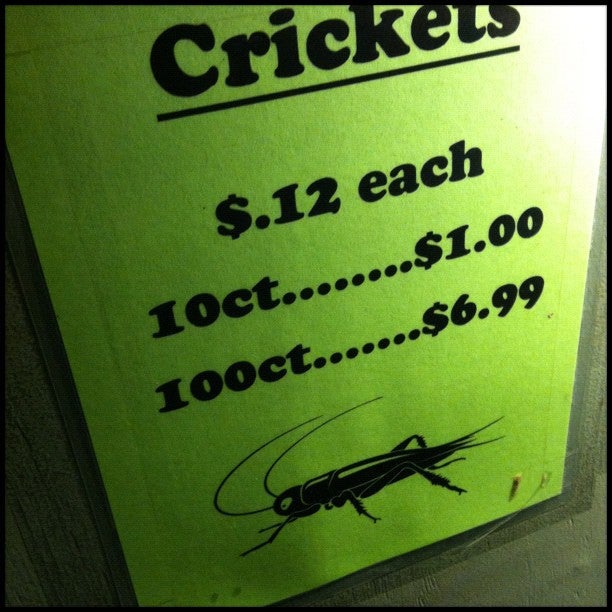 Crickets
$.12 each
10ct........$1.00
100ct.......$6.99